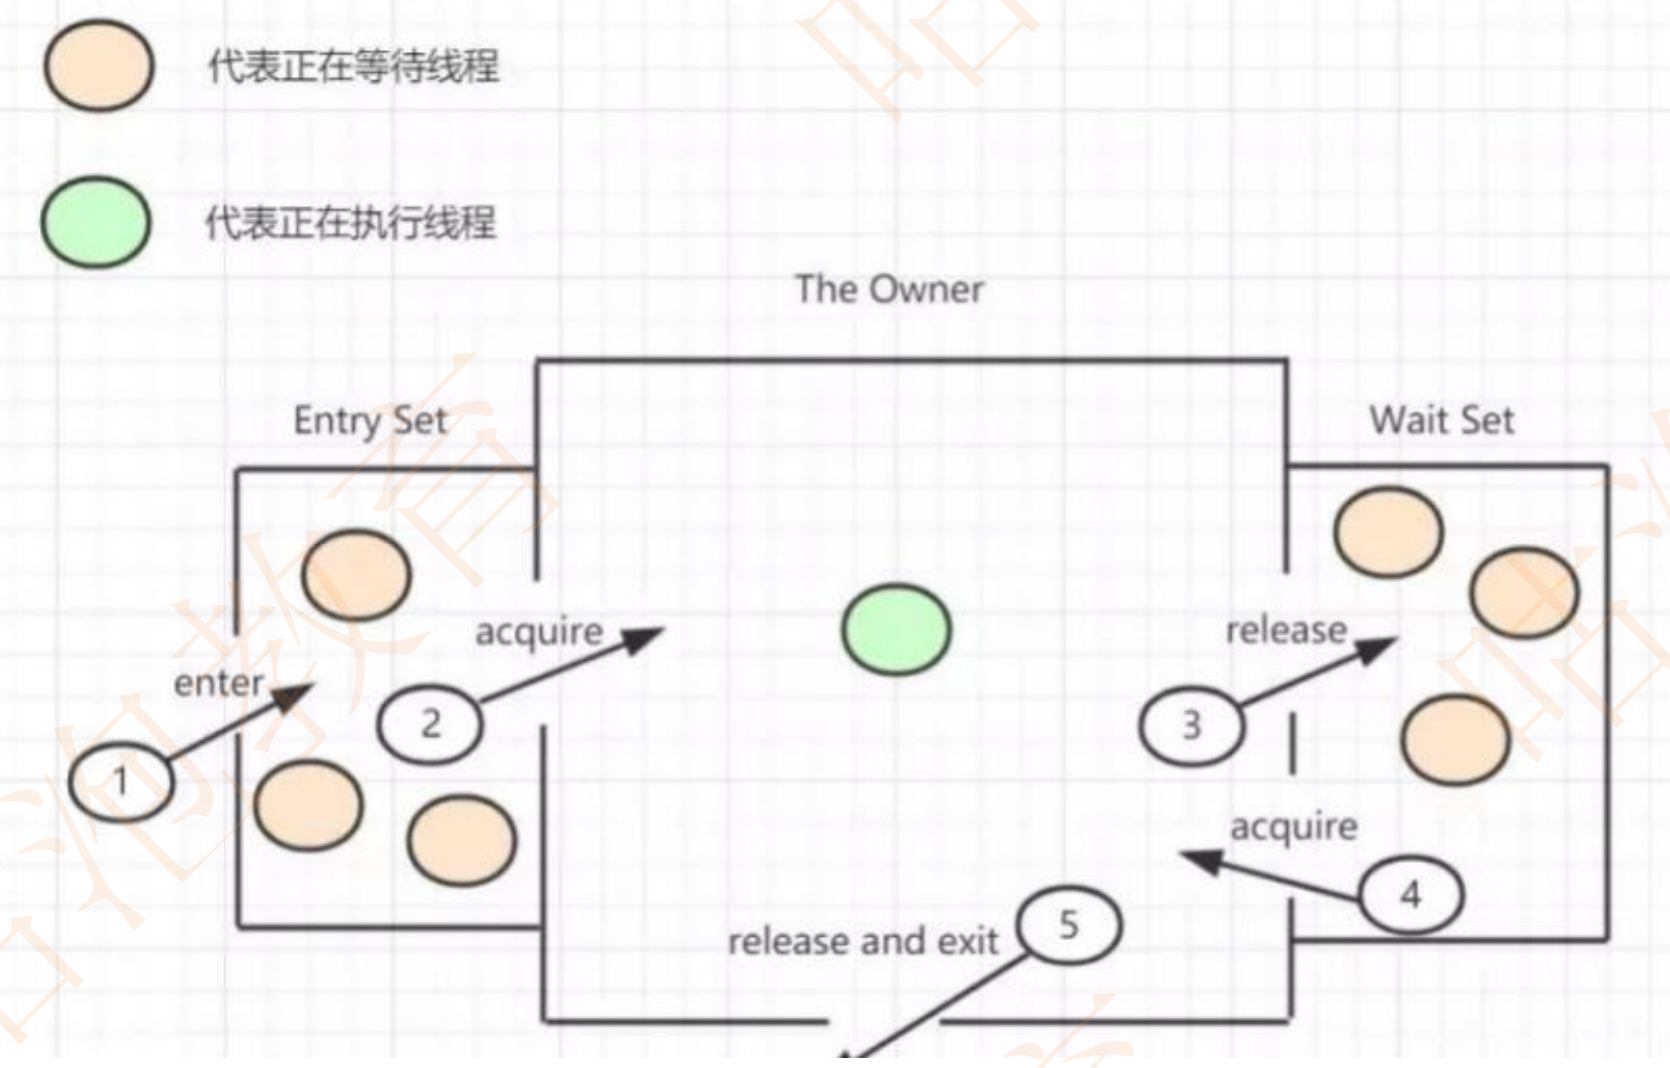 代表正在等待线程
代表正在执行线程
The Owner
Entry Set
Wait Set
acquire
release
enter
2
3
1
acquire
4
5
release and exit